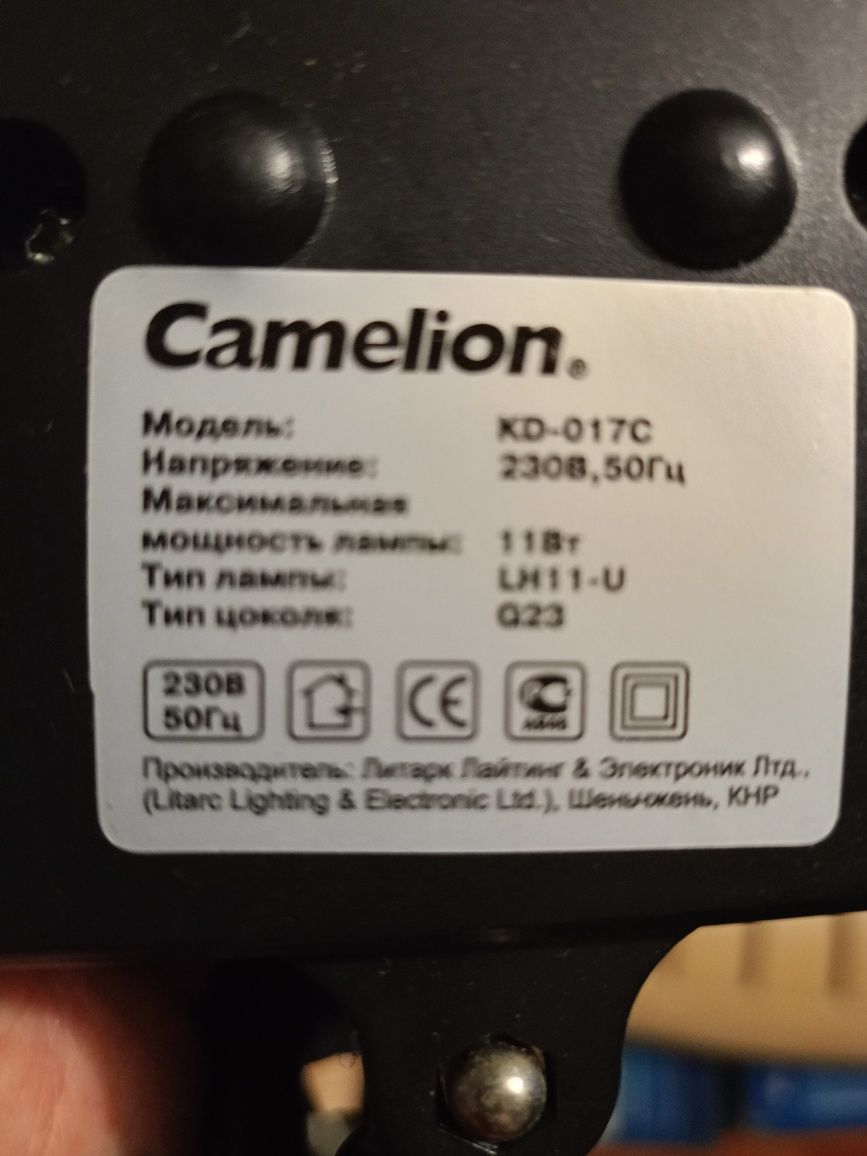 Camelion®
Модель: KD-017C
Напряжение: 230В,50Гц
Максимальная
мощность лампы: 11Вт
Тип лампы: LH11-U
Тип цоколя: G23
230В
50Гц
CE
Производитель: Литарк Лайтинг & Электроник Лтд.,
(Litarc Lighting & Electronic Ltd.), Шеньжень, КНР